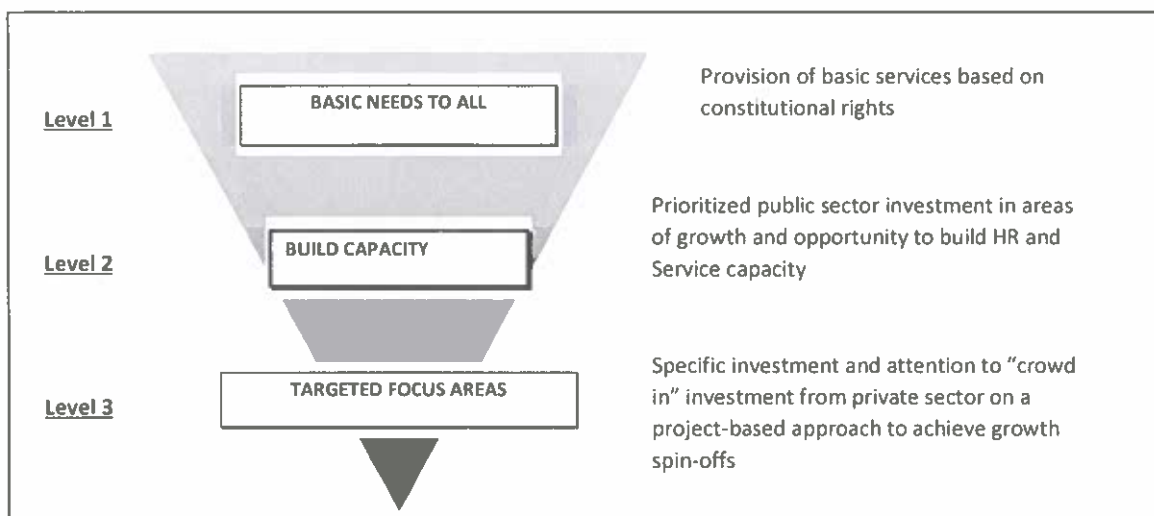 Level 1
BASIC NEEDS TO ALL
Provision of basic services based on
constitutional rights
Level 2
BUILD CAPACITY
Prioritized public sector investment in areas
of growth and opportunity to build HR and
Service capacity
Level 3
TARGETED FOCUS AREAS
Specific investment and attention to “crowd
in” investment from private sector on a
project-based approach to achieve growth
spin-offs